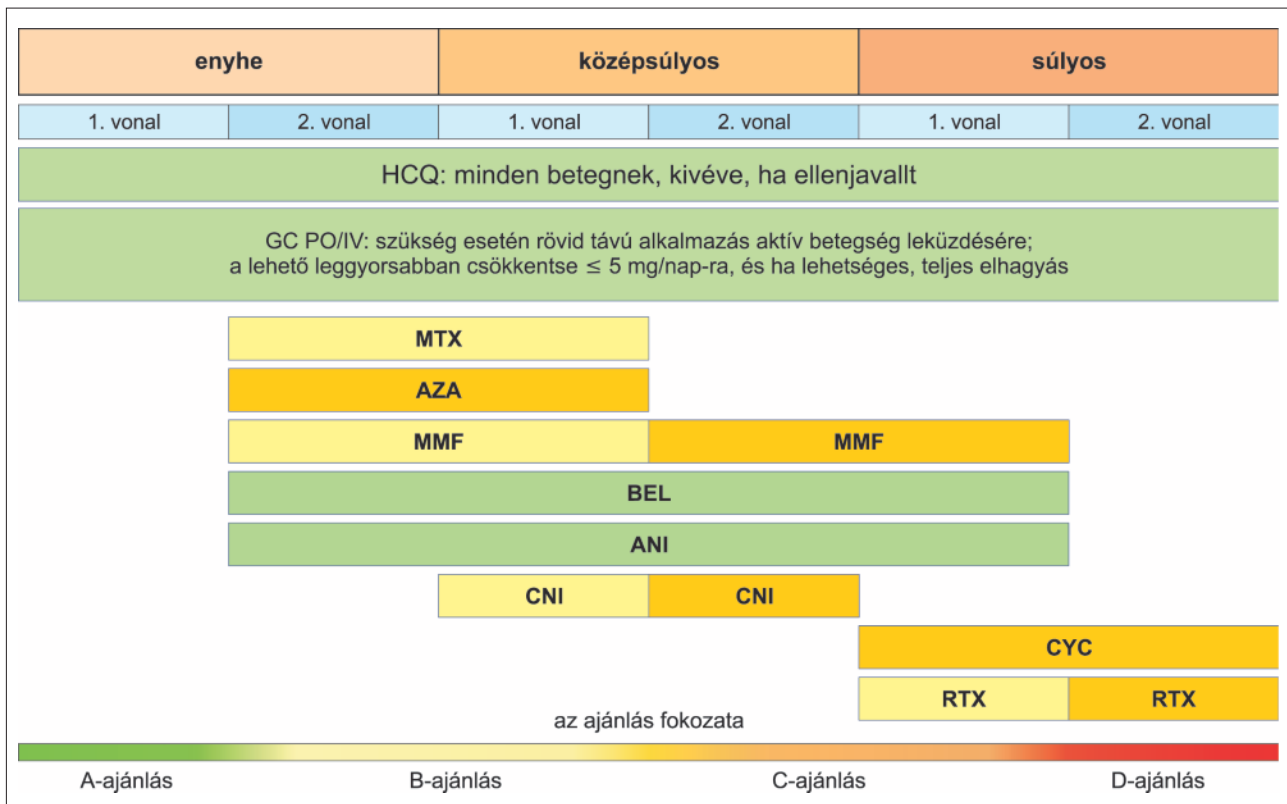 enyhe középsúlyos súlyos
1. vonal 2. vonal 1. vonal 2. vonal 1. vonal 2. vonal
HCQ: minden betegnek, kivéve, ha ellenjavallt
GC PO/IV: szükség esetén rövid távú alkalmazás aktív betegség leküzdésére;
a lehető leggyorsabban csökkentse ≤ 5 mg/nap-ra, és ha lehetséges, teljes elhagyás
MTX
AZA
MMF MMF
BEL
ANI
CNI CNI
CYC
RTX RTX
az ajánlás fokozata
A-ajánlás B-ajánlás C-ajánlás D-ajánlás